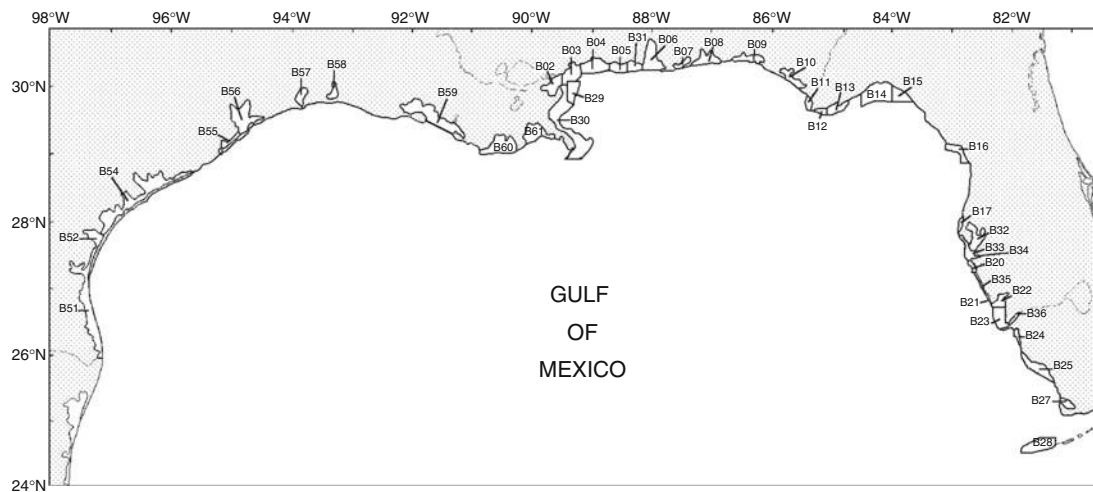 98°W 96°W 94°W 92°W 90°W 88°W 86°W 84°W 82°W
B31
B04 B06
B03 B05 B07 B08 B09
B02 B10
30°N B57 B58 B11 B13 B14 B15
B56 B59 B29 B12
B55 B61 B30
B60 B16
B54
28°N B17
B52 B32
B33 B34
B20
B35
GULF B21 B22
B51 B23 B36
OF B24
26°N MEXICO B25
B27
B28
24°N